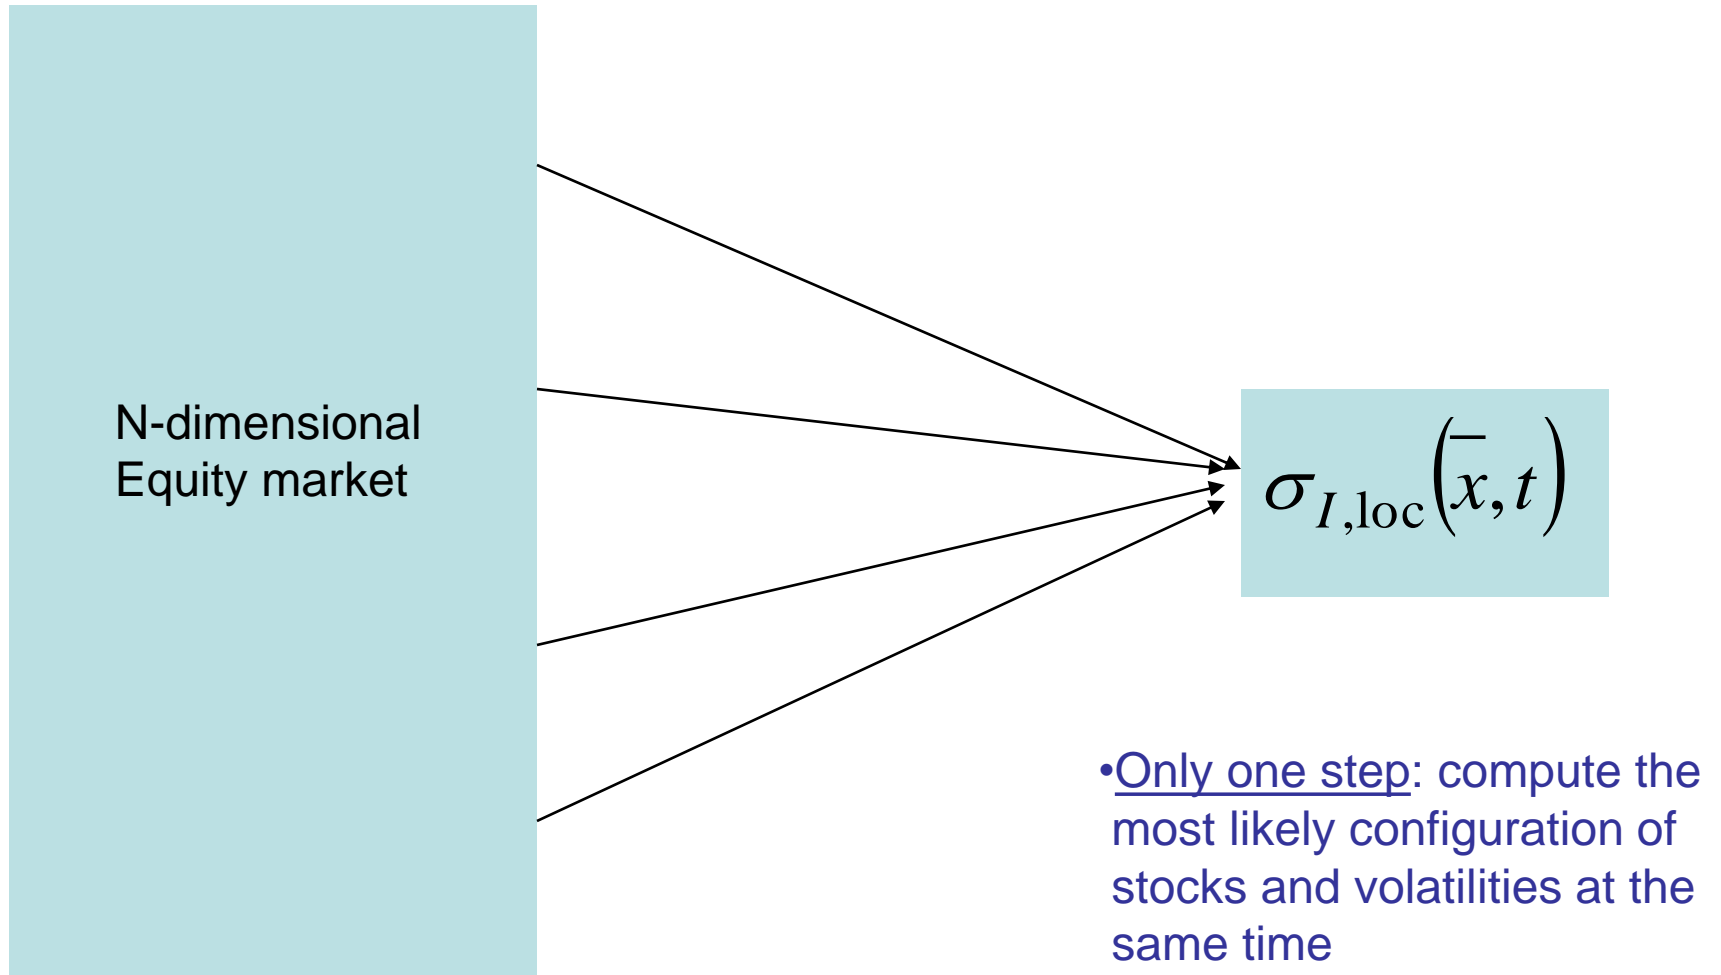 N-dimensional
Equity market
σ_{I,loc}(x̄, t)
•Only one step: compute the
most likely configuration of
stocks and volatilities at the
same time